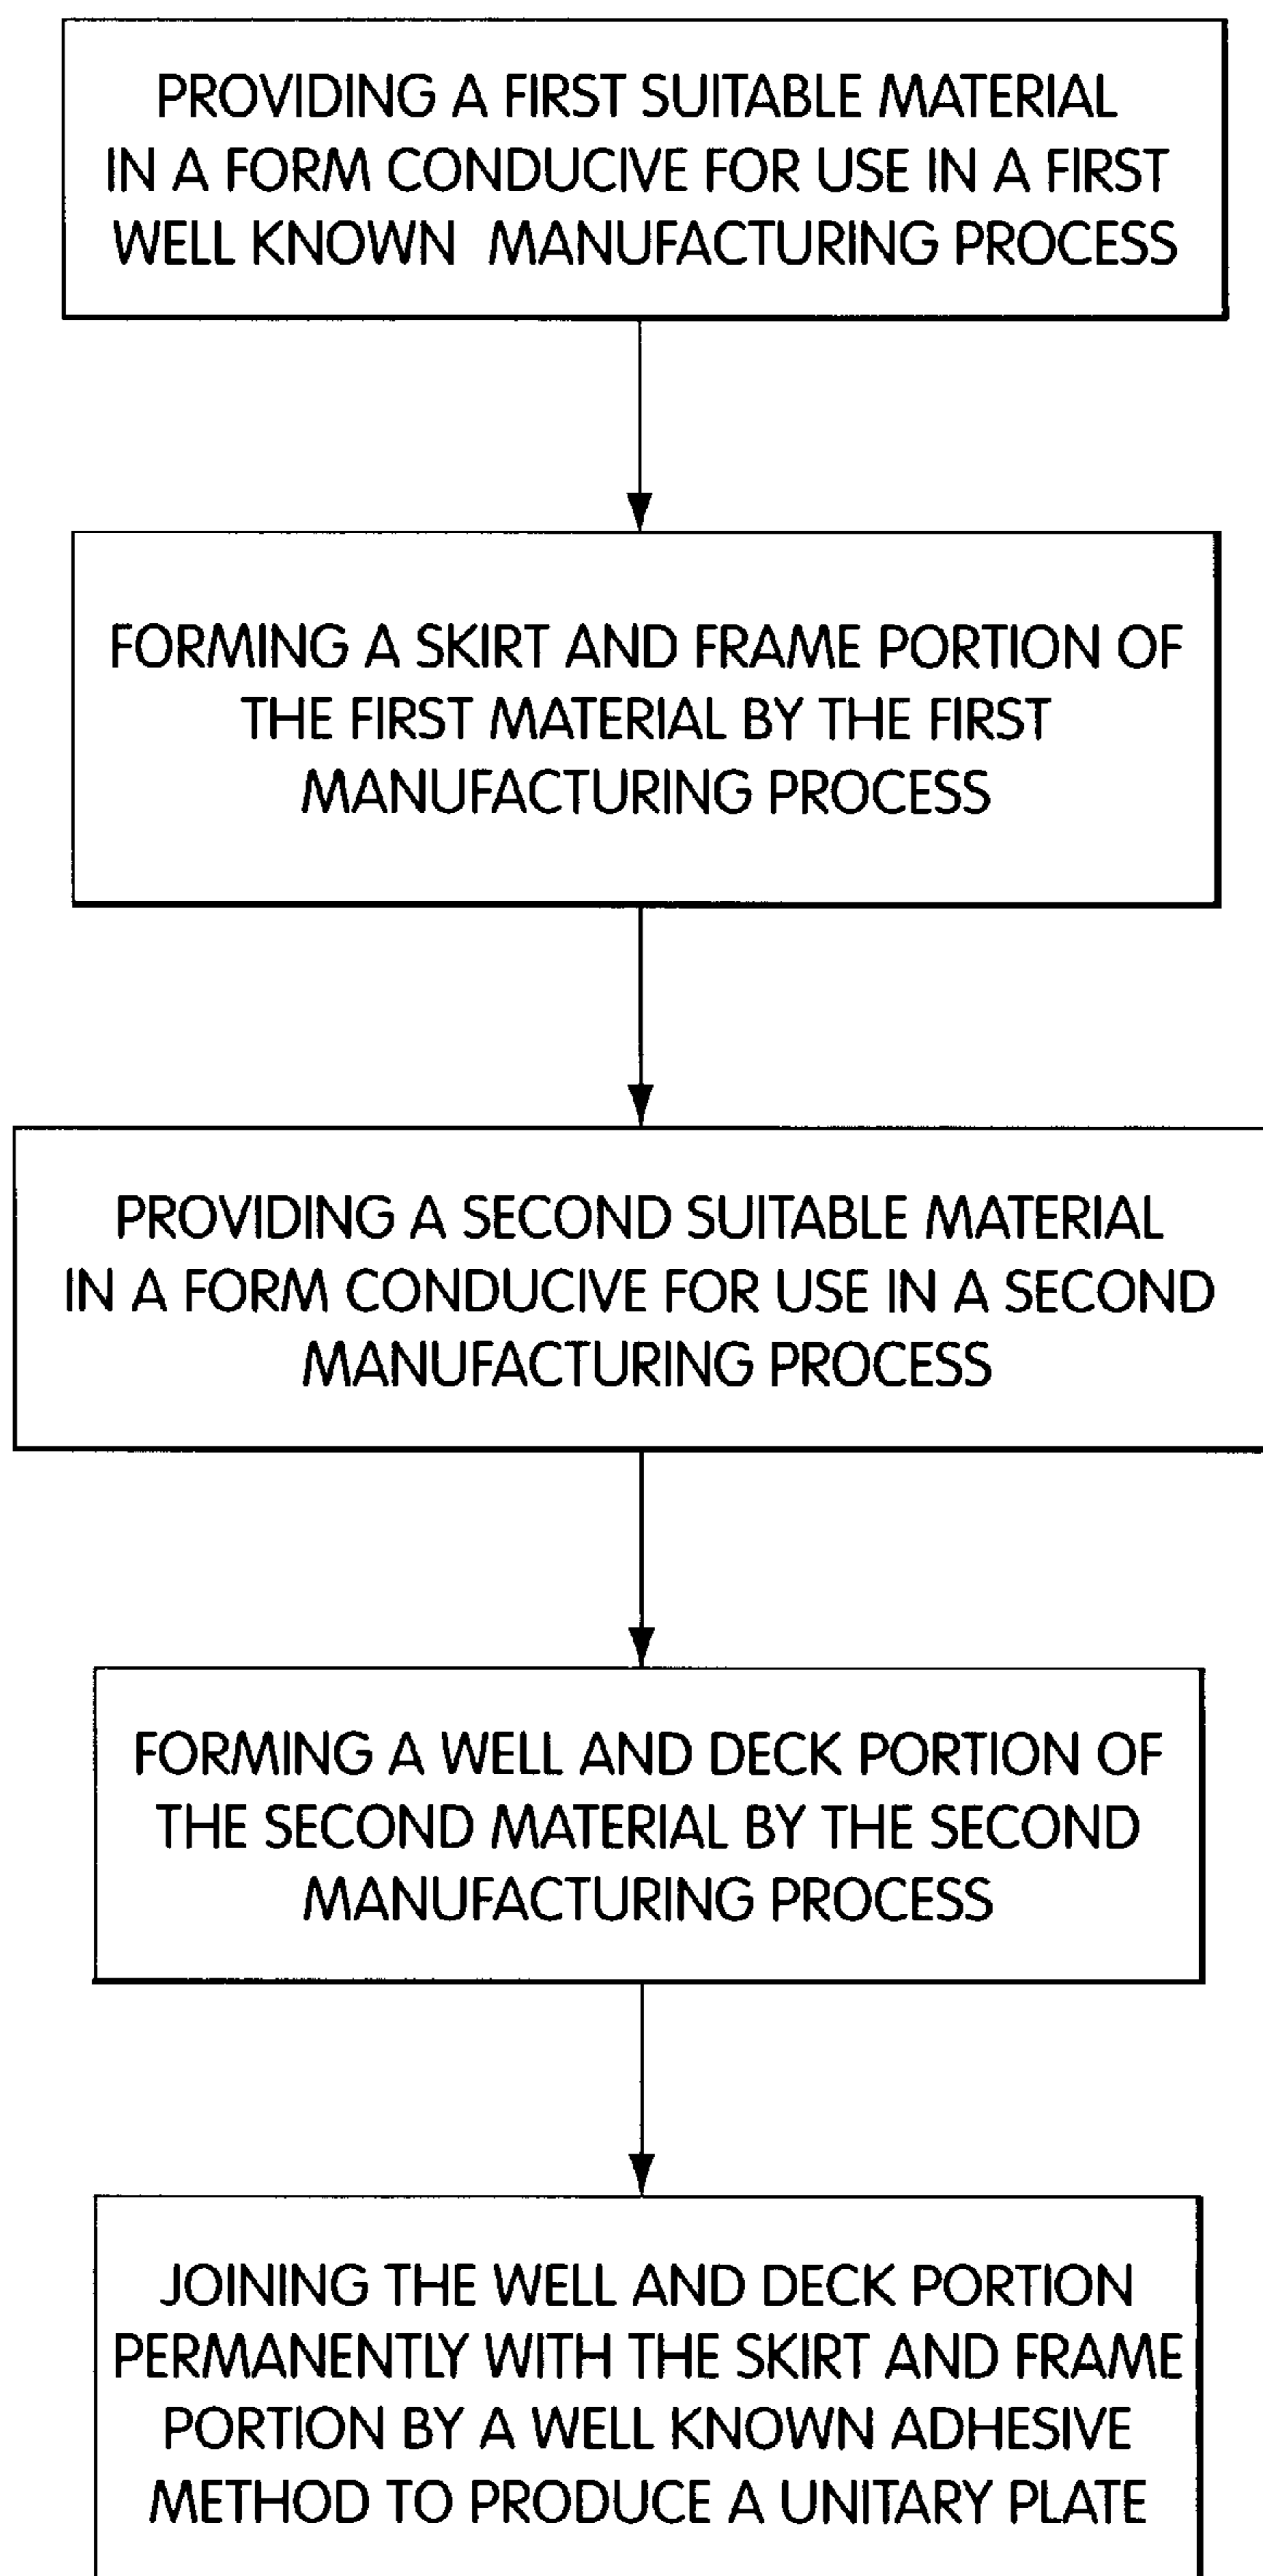 PROVIDING A FIRST SUITABLE MATERIAL
IN A FORM CONDUCIVE FOR USE IN A FIRST
WELL KNOWN MANUFACTURING PROCESS
FORMING A SKIRT AND FRAME PORTION OF
THE FIRST MATERIAL BY THE FIRST
MANUFACTURING PROCESS
PROVIDING A SECOND SUITABLE MATERIAL
IN A FORM CONDUCIVE FOR USE IN A SECOND
MANUFACTURING PROCESS
FORMING A WELL AND DECK PORTION OF
THE SECOND MATERIAL BY THE SECOND
MANUFACTURING PROCESS
JOINING THE WELL AND DECK PORTION
PERMANENTLY WITH THE SKIRT AND FRAME
PORTION BY A WELL KNOWN ADHESIVE
METHOD TO PRODUCE A UNITARY PLATE